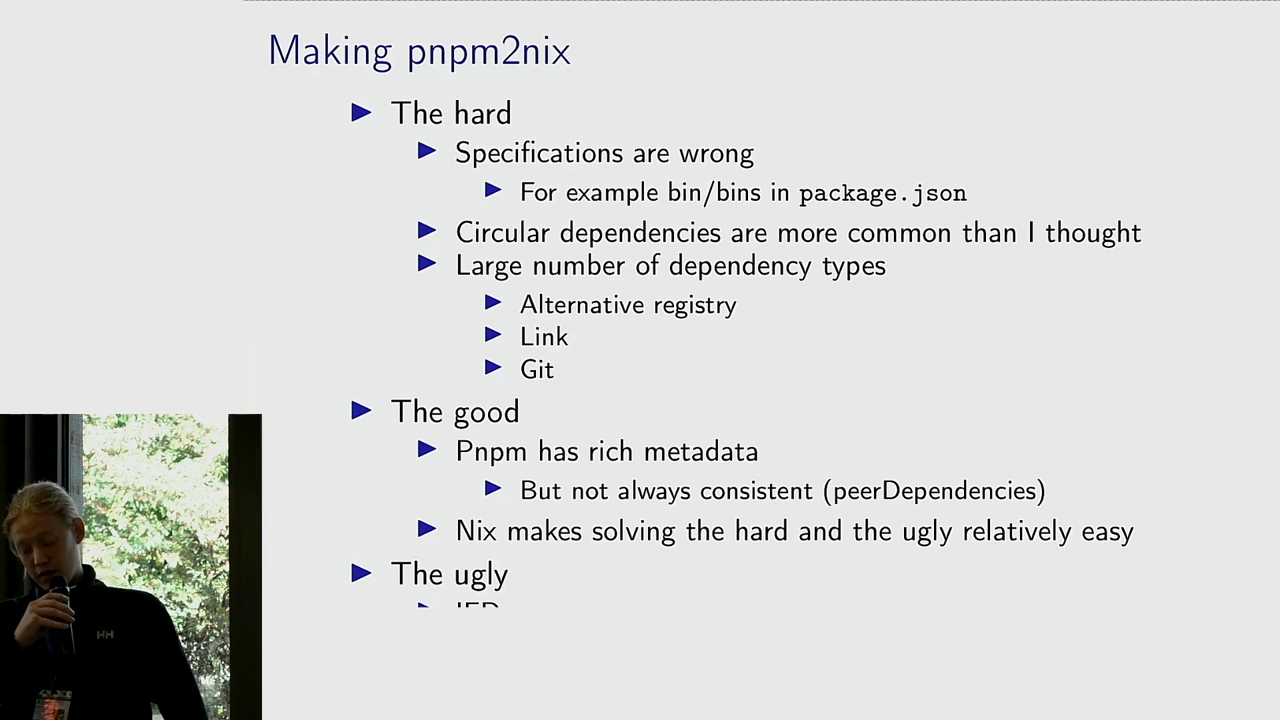 Making pnpm2nix
The hard
Specifications are wrong
For example bin/bins in package.json
Circular dependencies are more common than I thought
Large number of dependency types
Alternative registry
Link
Git
The good
Pnpm has rich metadata
But not always consistent (peerDependencies)
Nix makes solving the hard and the ugly relatively easy
The ugly
IFD
HH